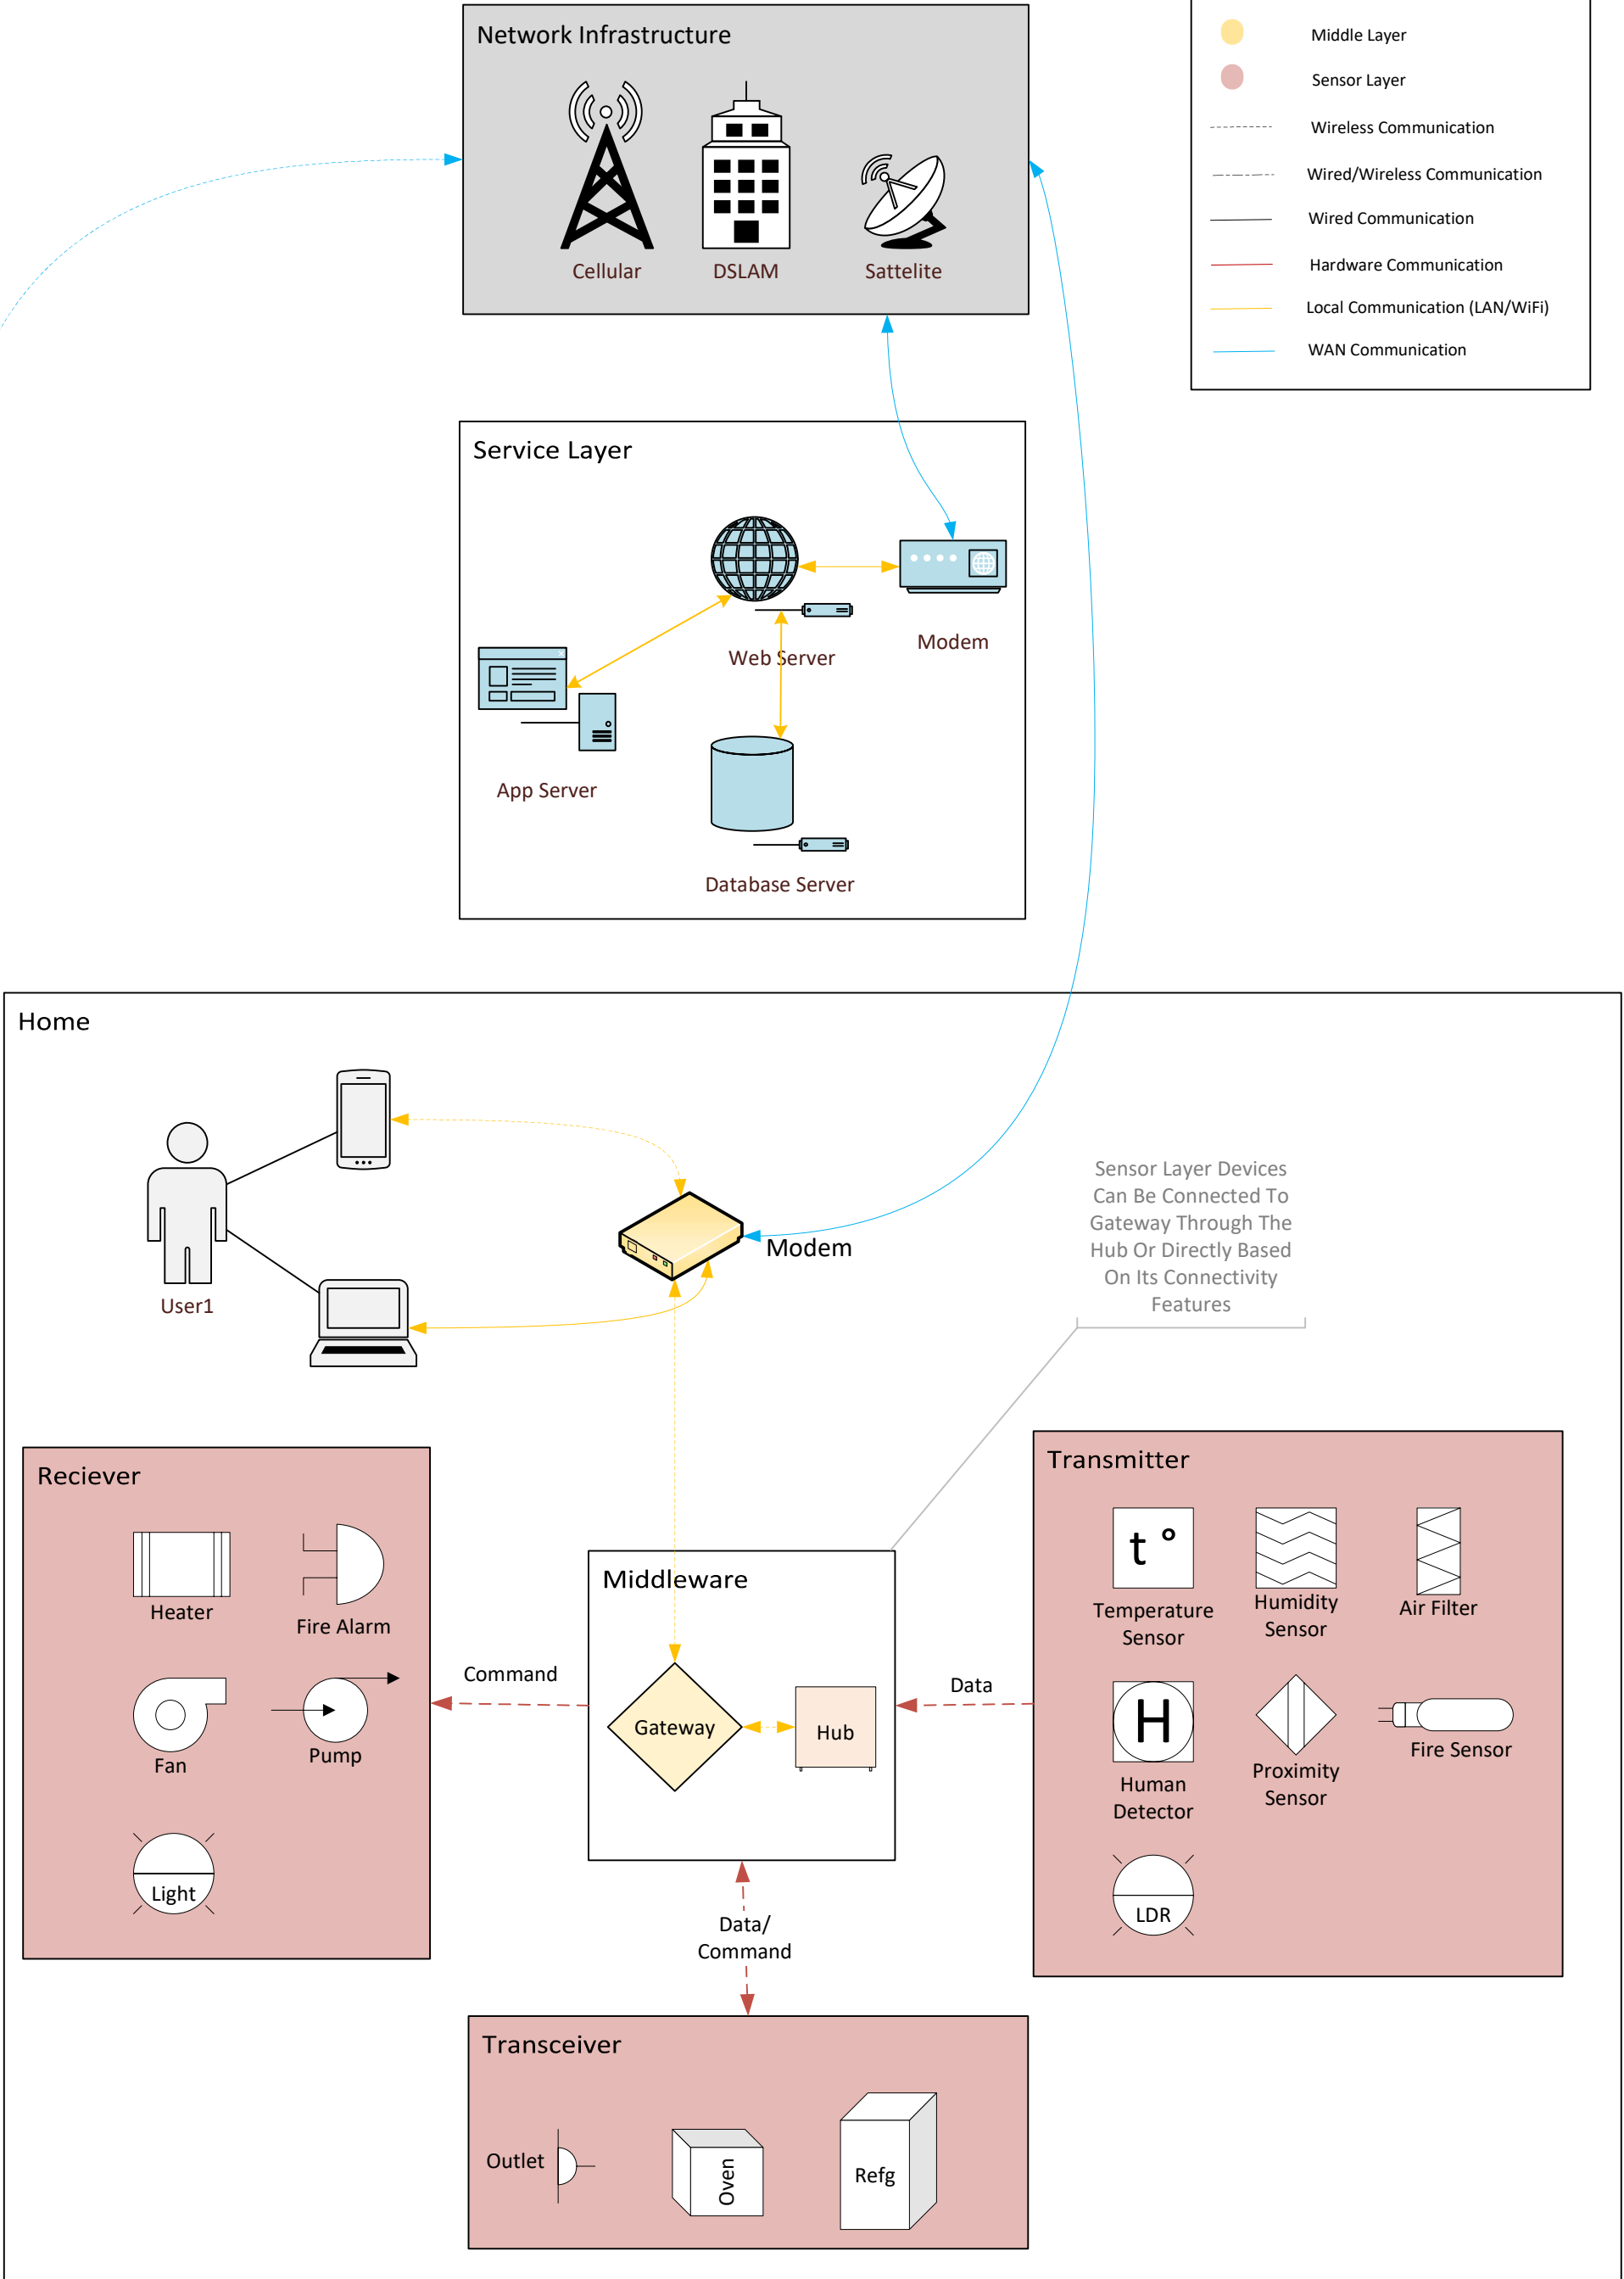 Network Infrastructure
Cellular
DSLAM
Sattelite
Middle Layer
Sensor Layer
Wireless Communication
Wired/Wireless Communication
Wired Communication
Hardware Communication
Local Communication (LAN/WiFi)
WAN Communication
Service Layer
Web Server
Modem
App Server
Database Server
Home
User1
Modem
Sensor Layer Devices
Can Be Connected To
Gateway Through The
Hub Or Directly Based
On Its Connectivity
Features
Reciever
Heater
Fire Alarm
Fan
Pump
Light
Command
Middleware
Gateway
Hub
Data
Data/
Command
Transmitter
t °
Temperature
Sensor
Humidity
Sensor
Air Filter
H
Human
Detector
Proximity
Sensor
Fire Sensor
LDR
Transceiver
Outlet
Oven
Refg